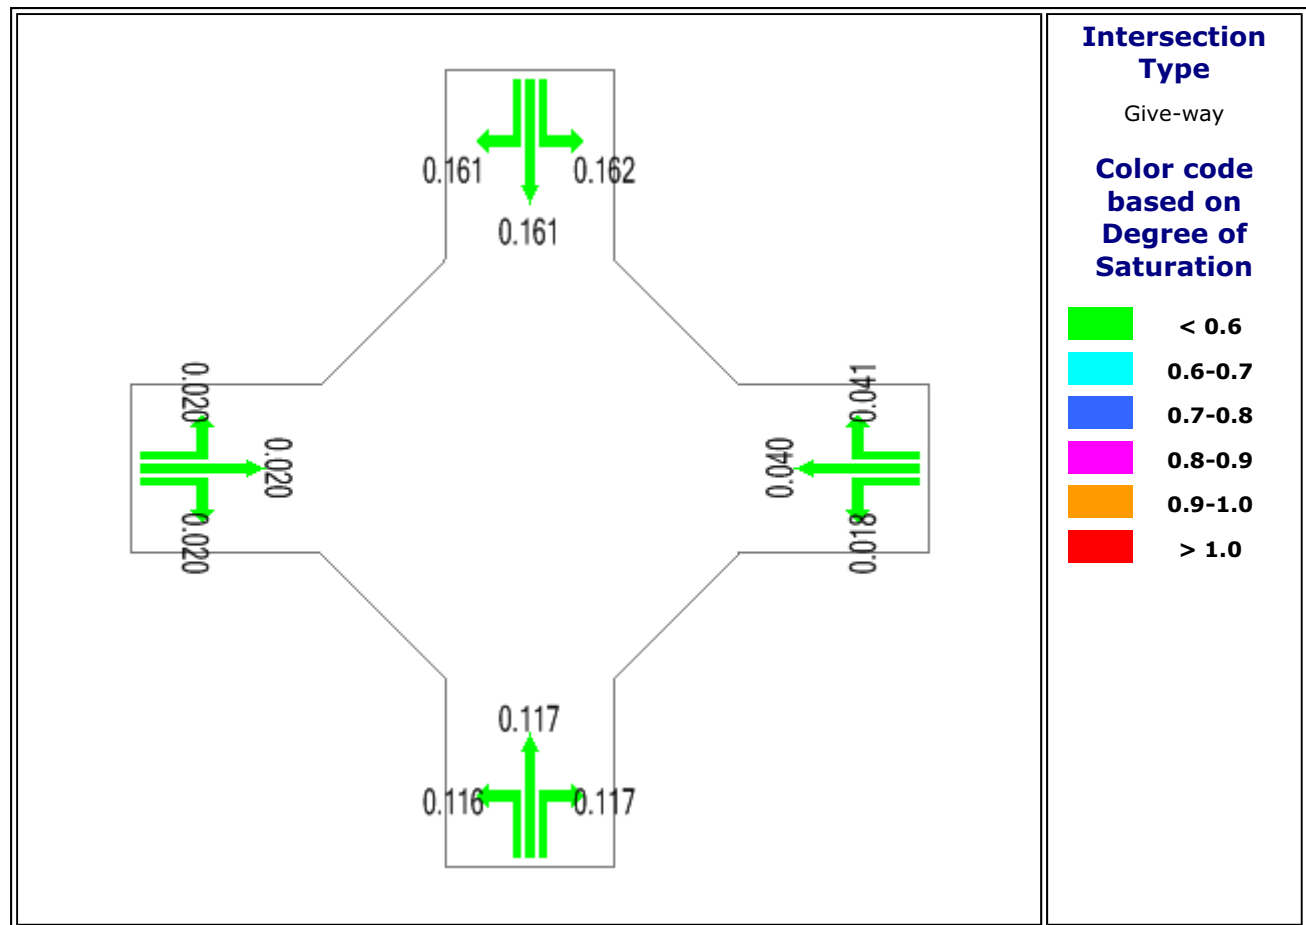 0.161
0.162
0.161
0.020
0.020
0.020
0.041
0.040
0.018
0.117
0.116
0.117
Intersection
Type
Give-way
Color code
based on
Degree of
Saturation
< 0.6
0.6-0.7
0.7-0.8
0.8-0.9
0.9-1.0
> 1.0